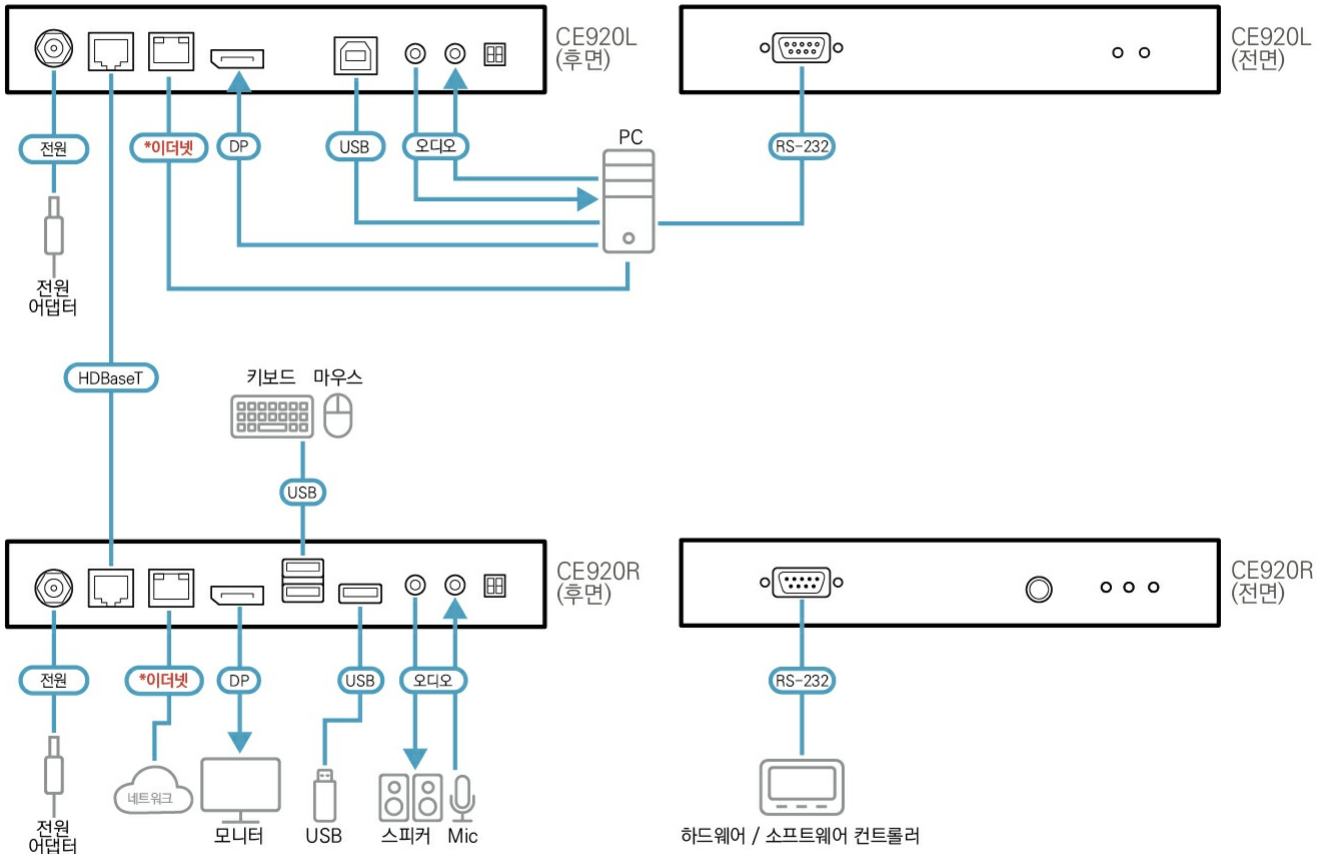 CE920L
(후면)
CE920L
(전면)
전원
*이더넷
DP
USB
오디오
PC
RS-232
전원
어댑터
HDBaseT
키보드 마우스
USB
CE920R
(후면)
CE920R
(전면)
전원
*이더넷
DP
USB
오디오
RS-232
네트워크
전원
어댑터
모니터
USB
스피커
Mic
하드웨어 / 소프트웨어 컨트롤러